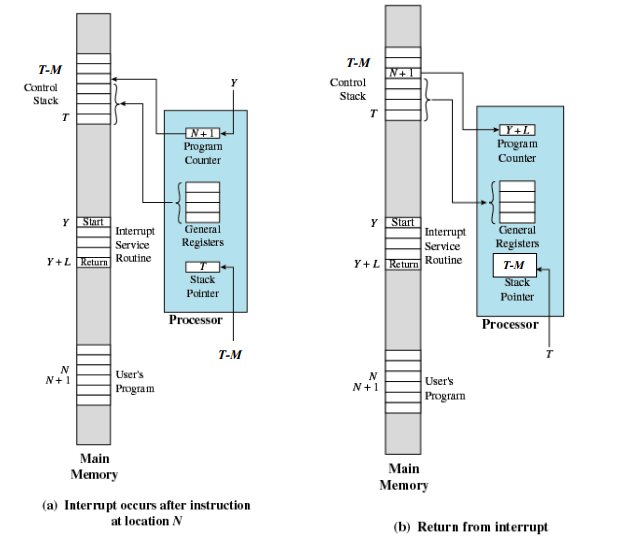 T-M
Control
Stack
T
Y
N + 1
Program
Counter
General
Registers
Y
Start
Interrupt
Service
Routine
Y + L
Return
T
Stack
Pointer
Processor
T-M
N
N + 1
User's
Program
Main
Memory
(a) Interrupt occurs after instruction
at location N
T-M
N + 1
Control
Stack
T
Y + L
Program
Counter
General
Registers
Y
Start
Interrupt
Service
Routine
Y + L
Return
T-M
Stack
Pointer
Processor
T
N
N + 1
User's
Program
Main
Memory
(b) Return from interrupt